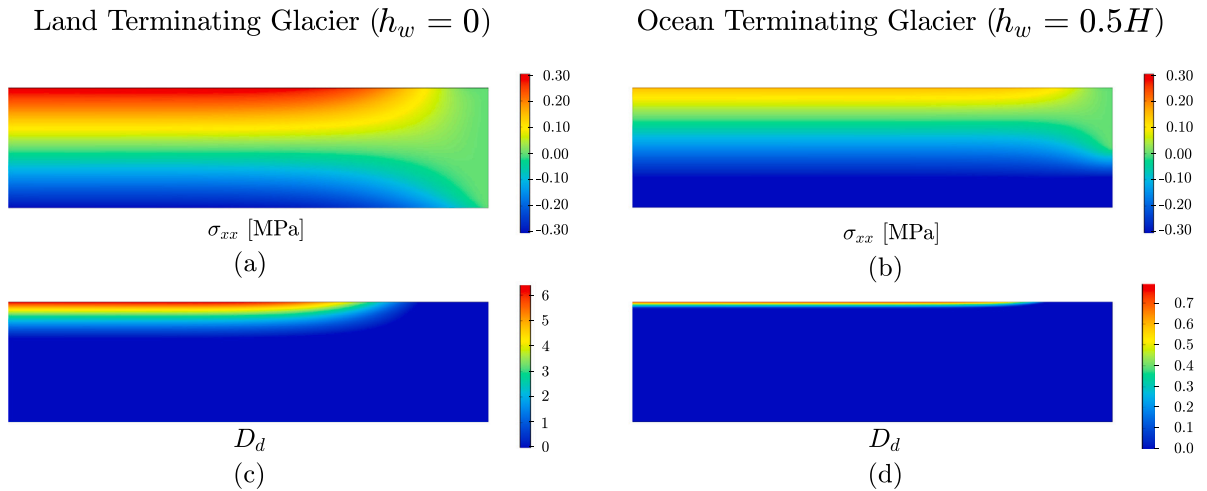 Land Terminating Glacier (h_w = 0)
Ocean Terminating Glacier (h_w = 0.5H)
0.30
0.20
0.10
0.00
-0.10
-0.20
-0.30
σ_xx [MPa]
(a)
0.30
0.20
0.10
0.00
-0.10
-0.20
-0.30
σ_xx [MPa]
(b)
6
5
4
3
2
1
0
D_d
(c)
0.7
0.6
0.5
0.4
0.3
0.2
0.1
0.0
D_d
(d)